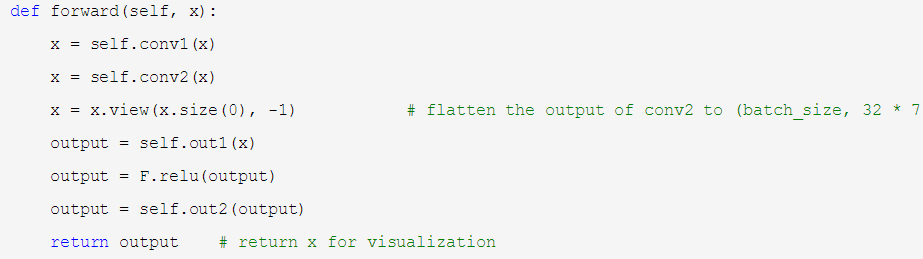 def forward(self, x):
    x = self.conv1(x)
    x = self.conv2(x)
    x = x.view(x.size(0), -1)           # flatten the output of conv2 to (batch_size, 32 * 7
    output = self.out1(x)
    output = F.relu(output)
    output = self.out2(output)
    return output    # return x for visualization